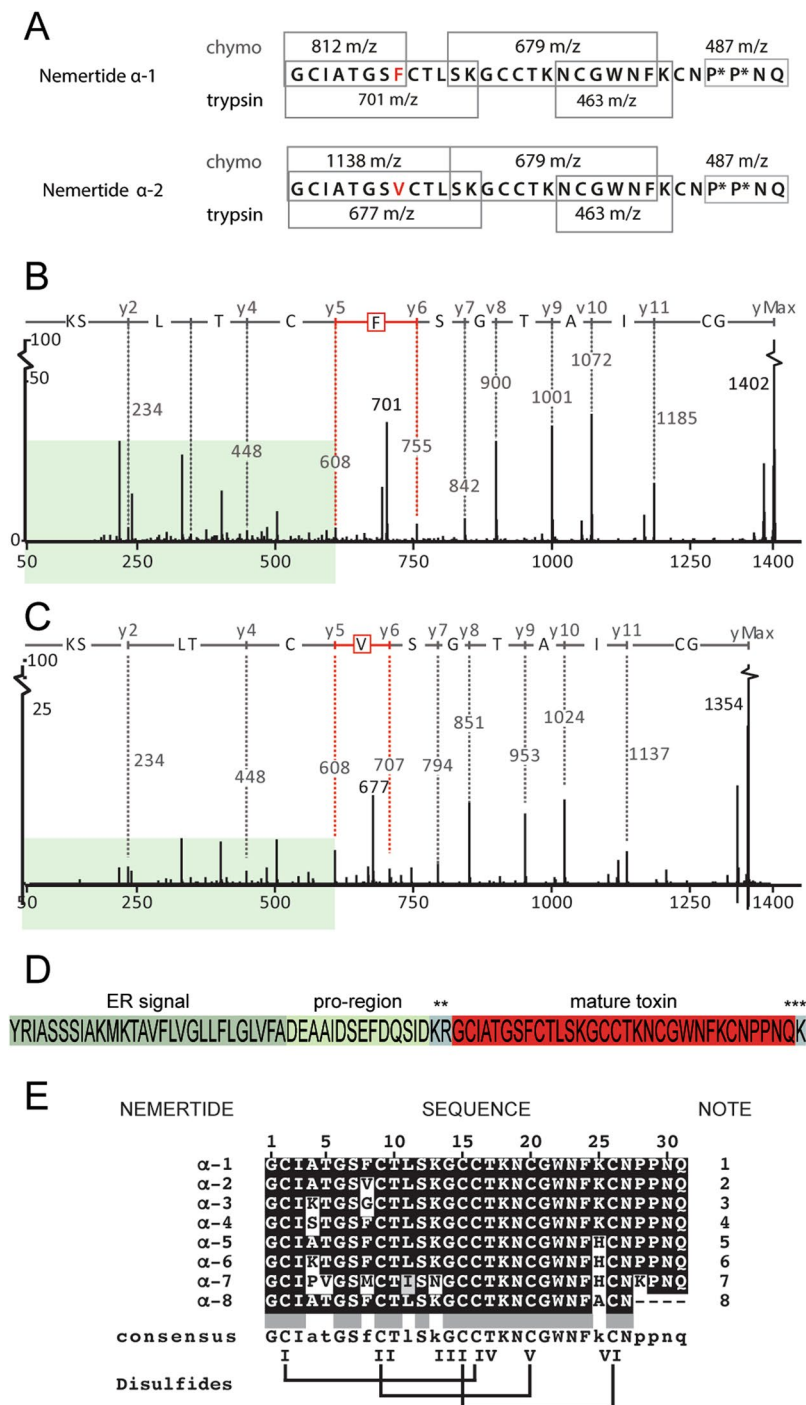 A
chymo 812 m/z 679 m/z 487 m/z
Nemertide α-1 GCIATGSFCTLSKGCCTKNCGWNFKCNP*P*NQ
trypsin 701 m/z 463 m/z
chymo 1138 m/z 679 m/z 487 m/z
Nemertide α-2 GCIATGSVCTLSKGCCTKNCGWNFKCNP*P*NQ
trypsin 677 m/z 463 m/z
B
y2 y4 y5 y6 y7 v8 y9 v10 y11 yMax
KS L T C F S G T A I CG
100
50
234 448 608 701 755 842 900 1001 1072 1185 1402
0
50 250 500 750 1000 1250 1400
C
y2 y4 y5 y6 y7 y8 y9 y10 y11 yMax
KS LT C V S G T A I CG
100
25
234 448 608 677 707 794 851 953 1024 1137 1354
50 250 500 750 1000 1250 1400
D
ER signal pro-region ** mature toxin ***
YRIASSSIAKMKTAVFLVGLLFLGLVFADEAAIDSEFDQSIDKRGCIATGSFCTLSKGCCTKNCGWNFKCNPPNQK
E
NEMERTIDE SEQUENCE NOTE
1 5 10 15 20 25 30
α-1 GCIATGSFCTLSKGCCTKNCGWNFKCNPPNQ 1
α-2 GCIATGSVCTLSKGCCTKNCGWNFKCNPPNQ 2
α-3 GCIKTGSGCTLSKGCCTKNCGWNFKCNPPNQ 3
α-4 GCISTGSFCTLSKGCCTKNCGWNFKCNPPNQ 4
α-5 GCIATGSFCTLSKGCCTKNCGWNFHCNPPNQ 5
α-6 GCIKTGSFCTLSKGCCTKNCGWNFHCNPPNQ 6
α-7 GCIPVGSMCTISNGCCTKNCGWNFHCNKPNQ 7
α-8 GCIATGSFCTLSKGCCTKNCGWNFACN---- 8
consensus GCIatGSfCTlSkGCCTKNCGWNFkCNppnq
I II III IV V VI
Disulfides